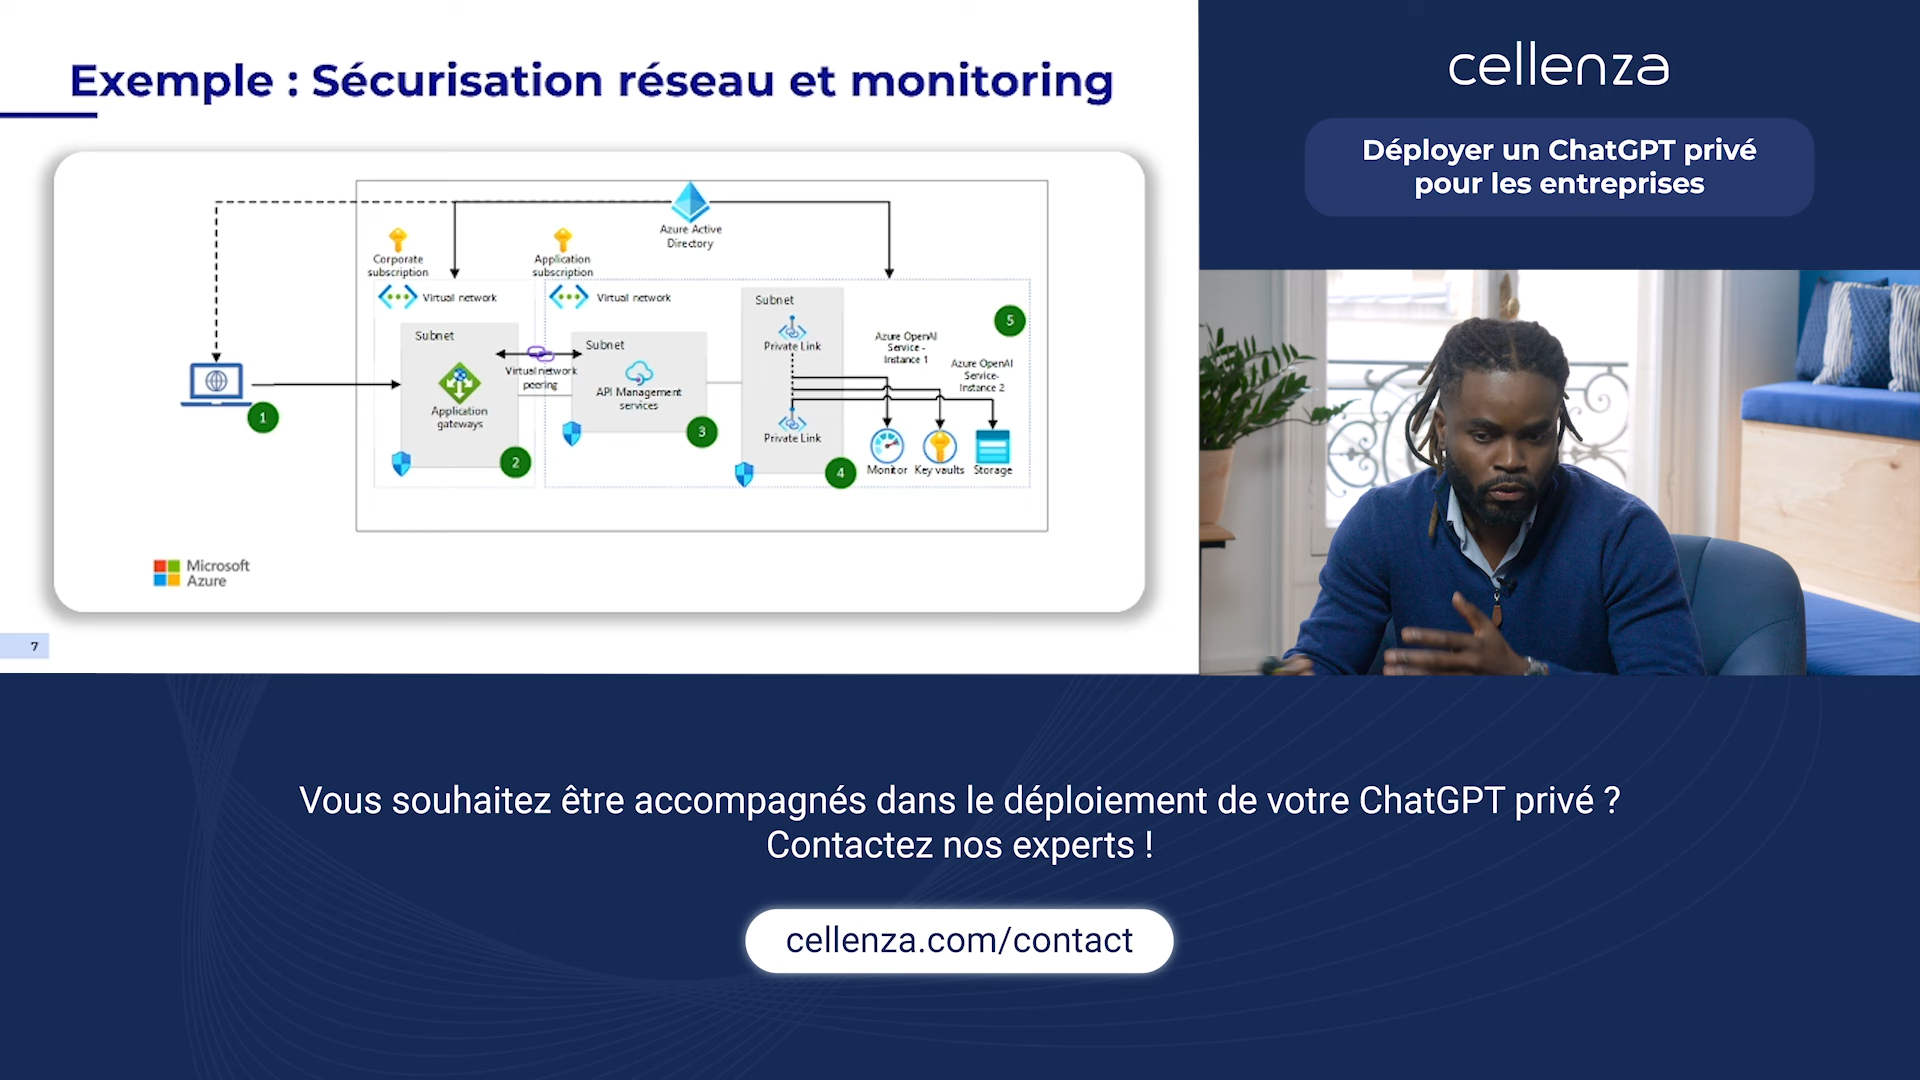 Exemple : Sécurisation réseau et monitoring
Azure Active
Directory
Corporate
subscription
Application
subscription
Virtual network
Virtual network
Subnet
Subnet
Subnet
Private Link
Virtual network
peering
API Management
services
Application
gateways
Private Link
Azure OpenAI
Service -
Instance 1
Azure OpenAI
Service-
Instance 2
Monitor
Key vaults
Storage
1
2
3
4
5
Microsoft
Azure
7
cellenza
Déployer un ChatGPT privé
pour les entreprises
Vous souhaitez être accompagnés dans le déploiement de votre ChatGPT privé ?
Contactez nos experts !
cellenza.com/contact